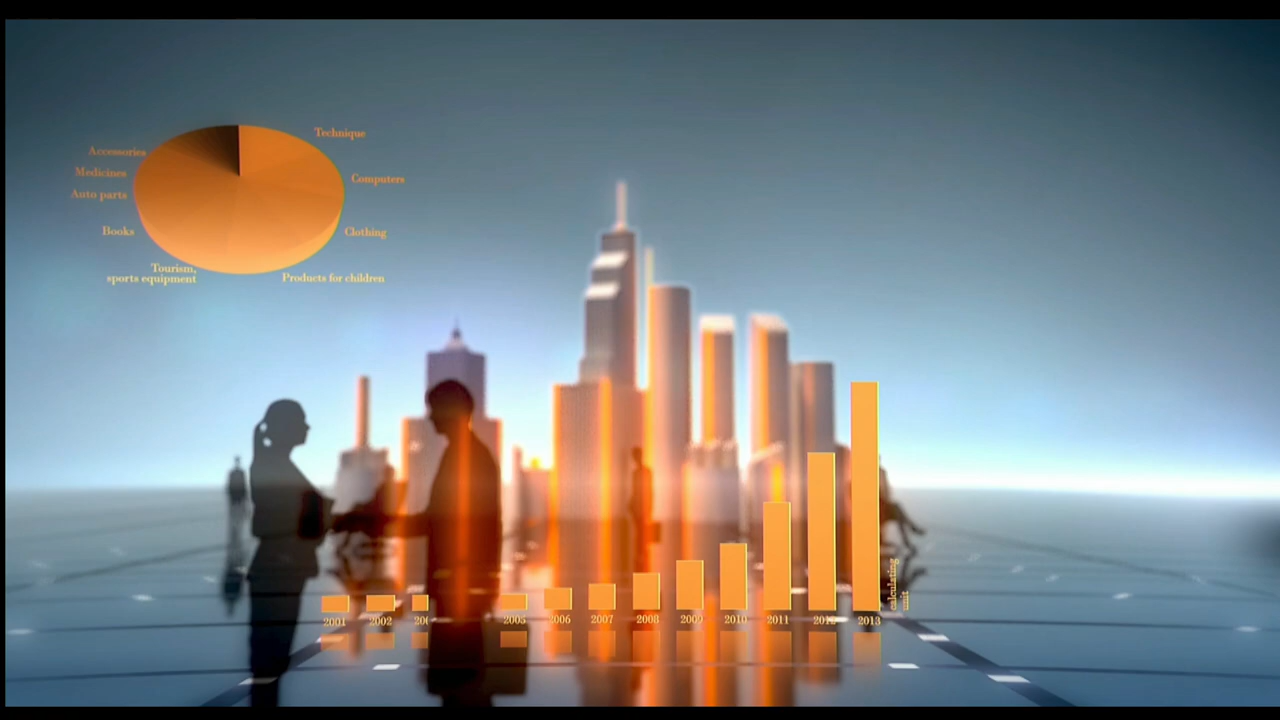 Technique
Accessories
Medicines
Computers
Auto parts
Books
Clothing
Tourism,
sports equipment
Products for children
2001 2002 2005 2006 2007 2008 2009 2010 2011 2012 2013
calculating
unit